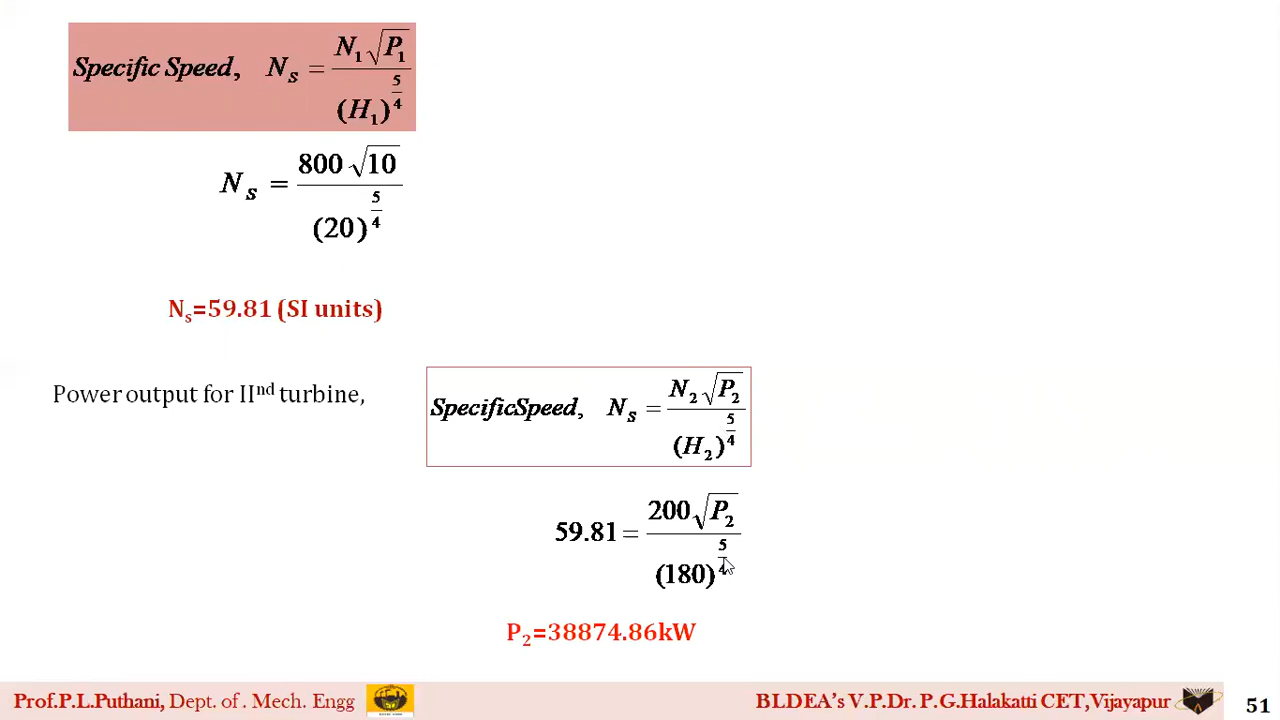 Specific Speed, N_s = N_1√P_1 / (H_1)^(5/4)
N_s = 800√10 / (20)^(5/4)
N_s=59.81 (SI units)
Power output for II^nd turbine,
SpecificSpeed, N_s = N_2√P_2 / (H_2)^(5/4)
59.81 = 200√P_2 / (180)^(5/4)
P_2=38874.86kW
Prof.P.L.Puthani, Dept. of . Mech. Engg
BLDEA's V.P.Dr. P.G.Halakatti CET,Vijayapur
51